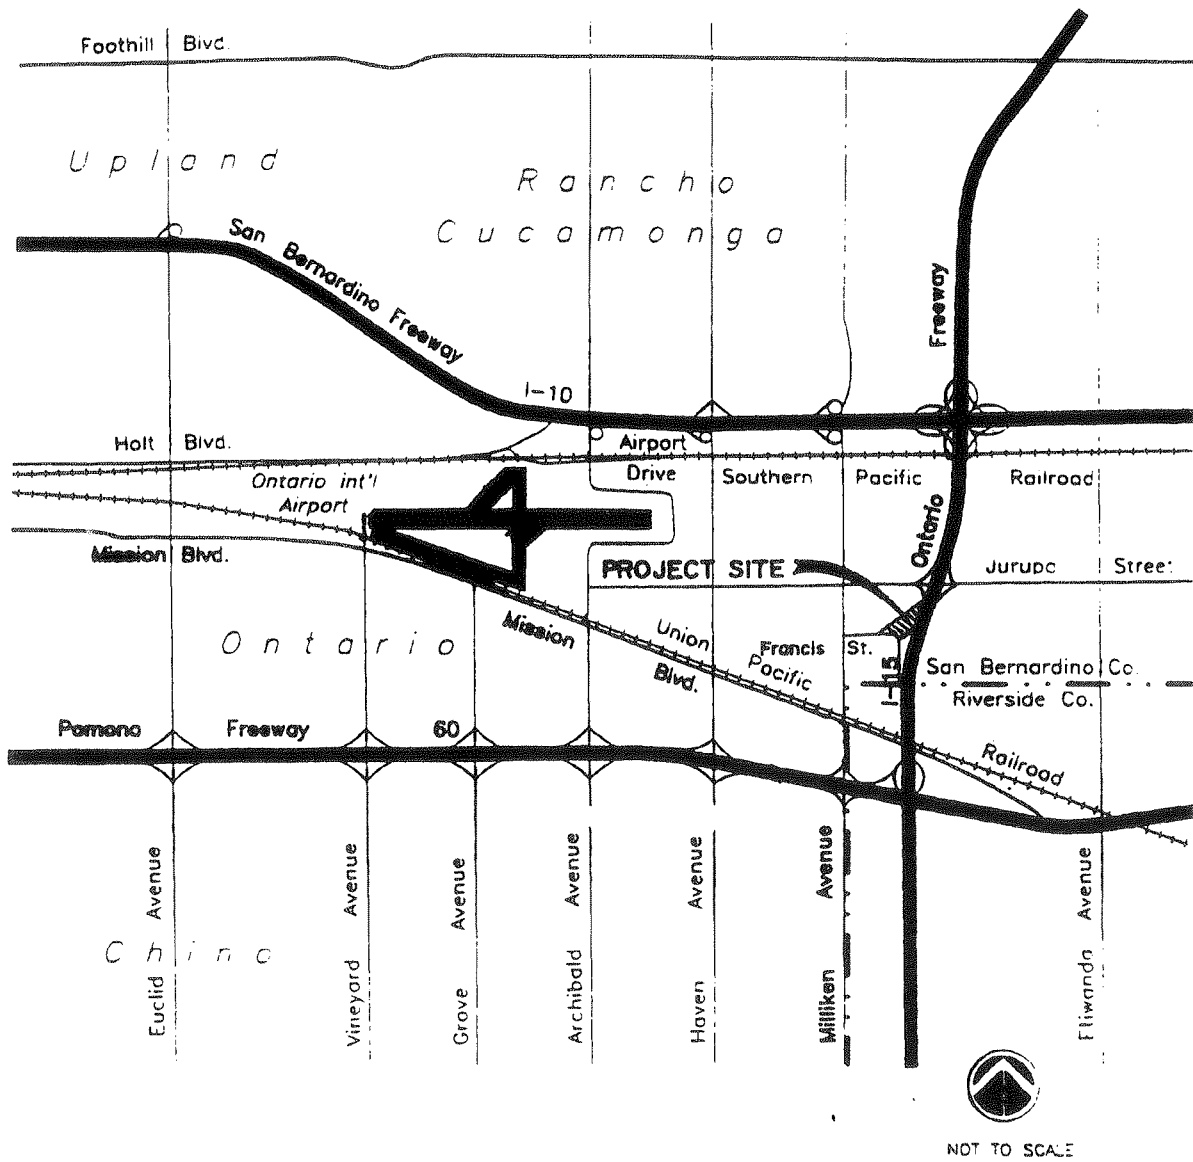 Foothill Blvd.
Upland
Rancho
Cucamonga
San Bernardino Freeway
Freeway
I-10
Holt Blvd.
Airport
Drive
Southern Pacific Railroad
Ontario int'l
Airport
Ontario
Mission Blvd.
PROJECT SITE
Jurupa Street
Mission Blvd.
Union Pacific Railroad
Francis St.
I-15
San Bernardino Co.
Riverside Co.
Ontario
Pomona Freeway 60
Euclid Avenue
Vineyard Avenue
Grove Avenue
Archibald Avenue
Haven Avenue
Milliken Avenue
Etiwanda Avenue
Chino
NOT TO SCALE